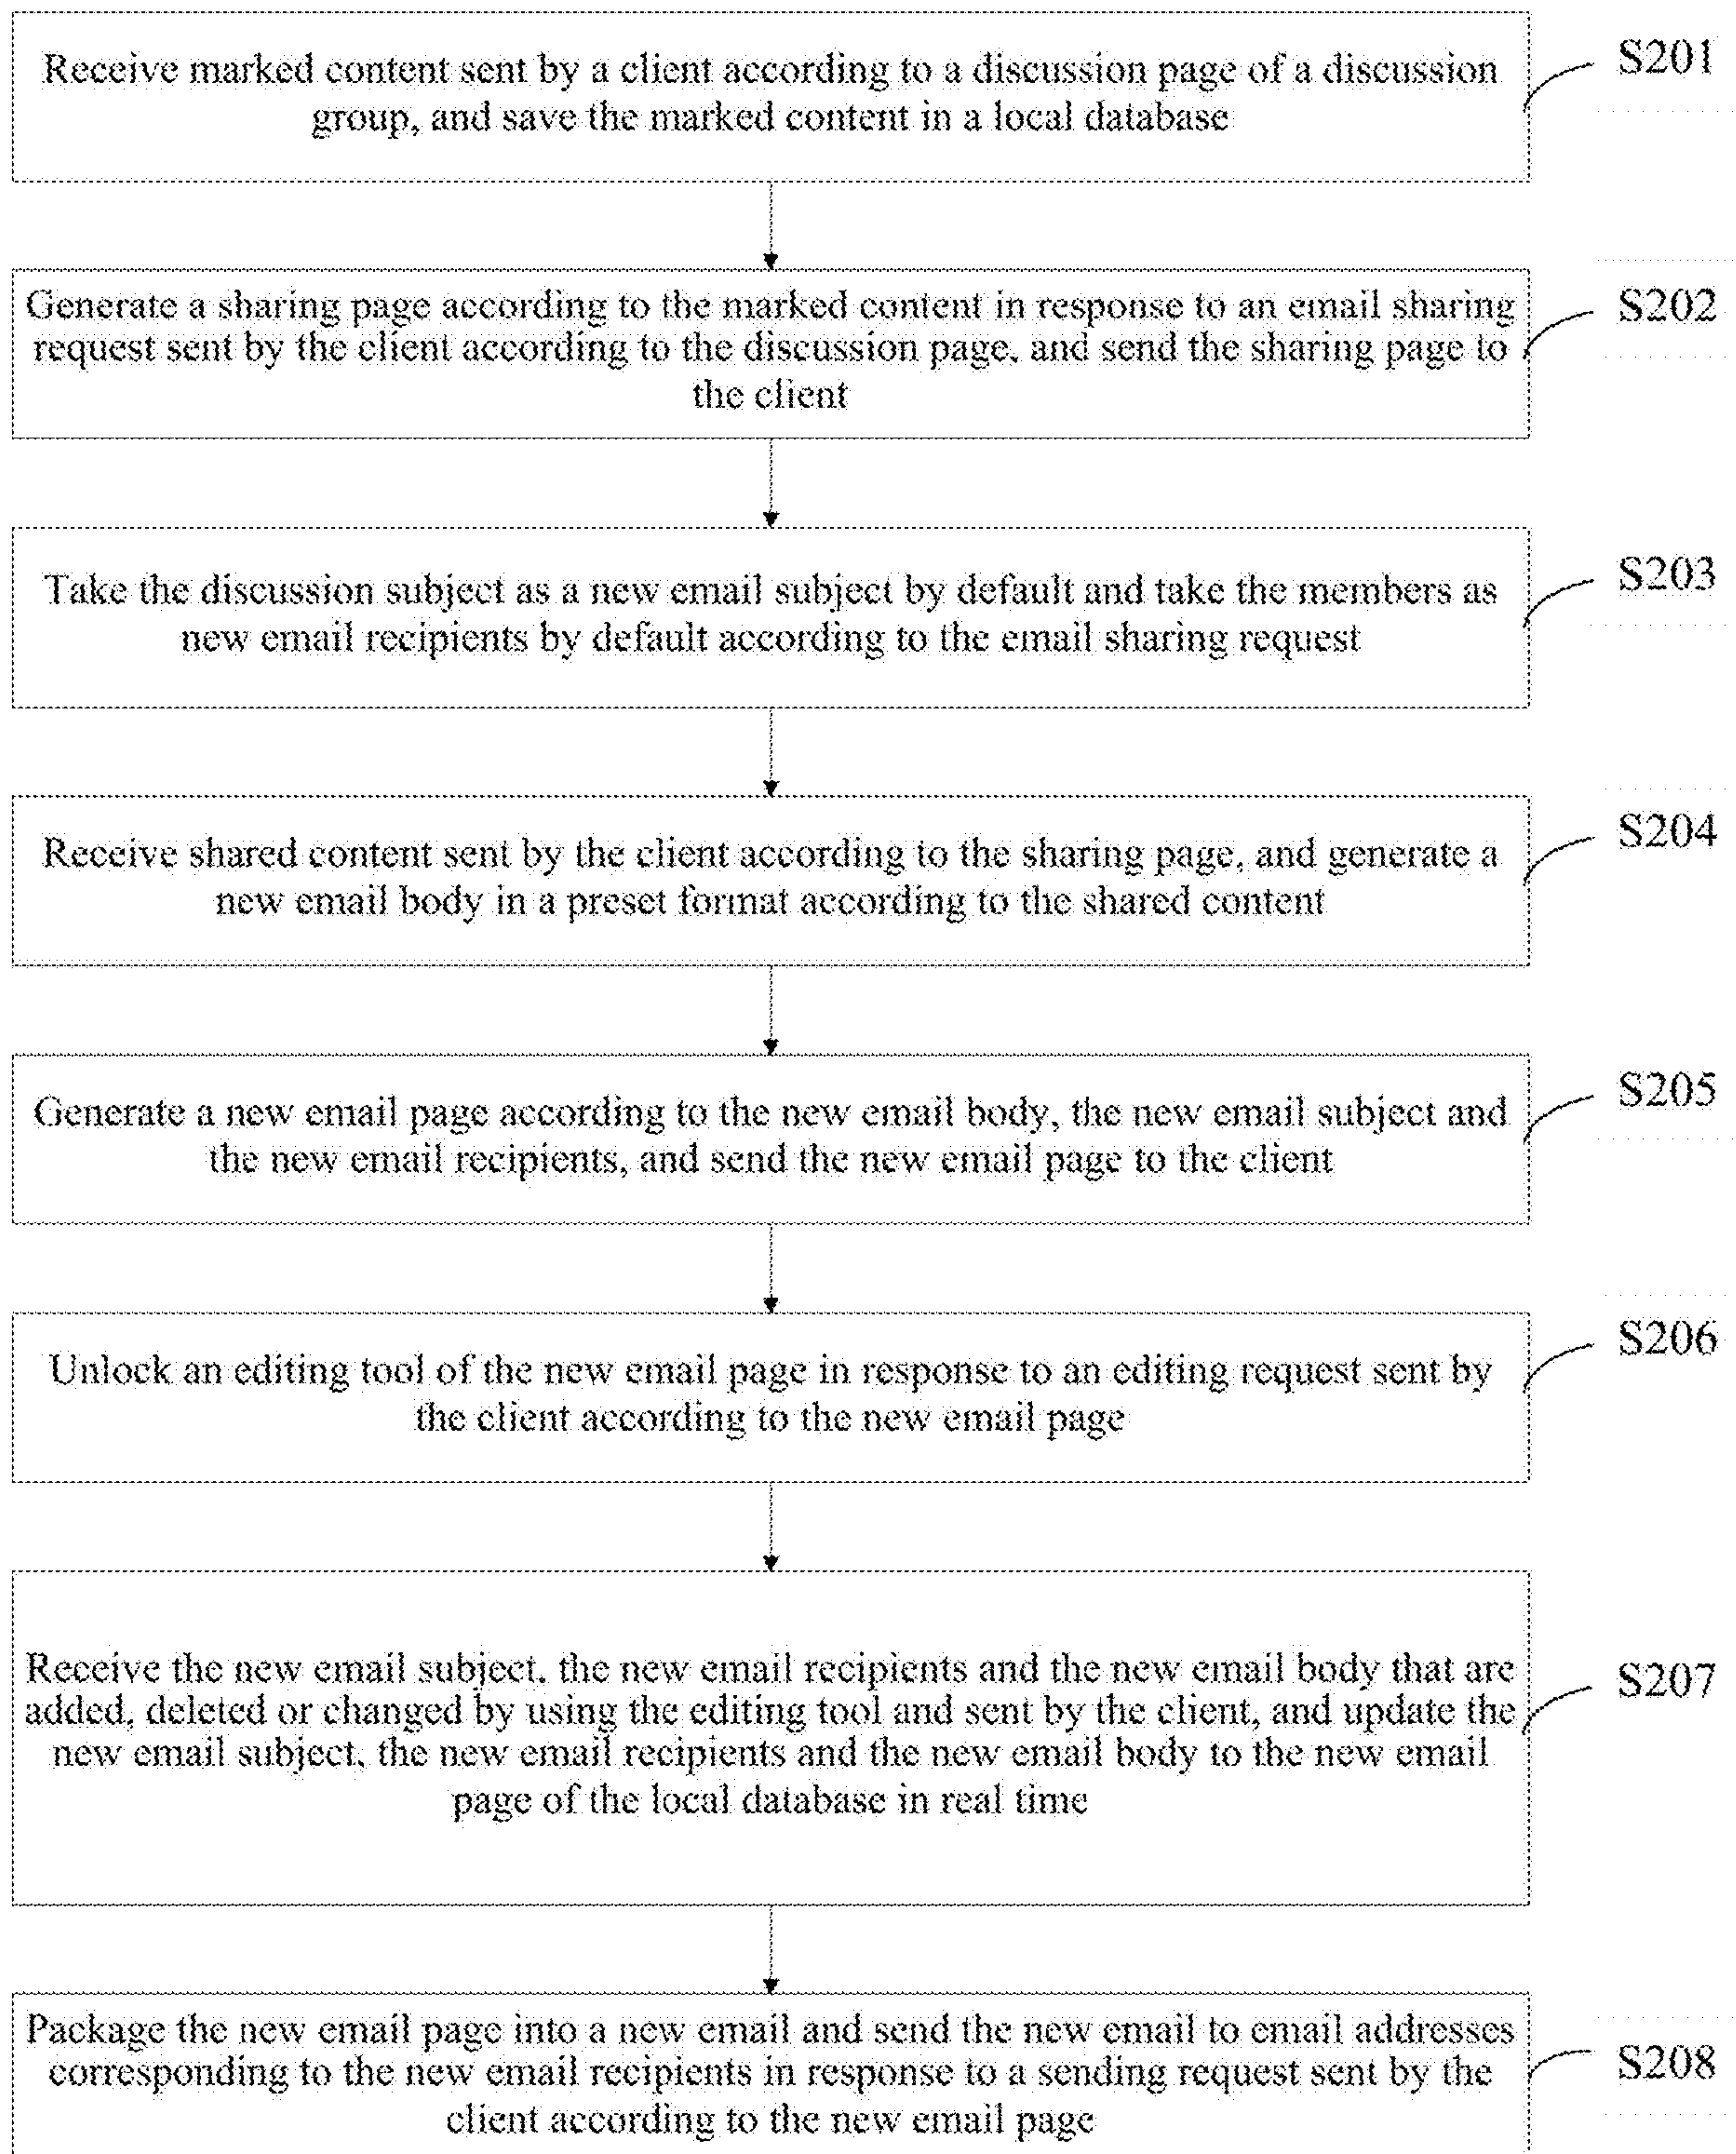 Receive marked content sent by a client according to a discussion page of a discussion
group, and save the marked content in a local database
S201
Generate a sharing page according to the marked content in response to an email sharing
request sent by the client according to the discussion page, and send the sharing page to
the client
S202
Take the discussion subject as a new email subject by default and take the members as
new email recipients by default according to the email sharing request
S203
Receive shared content sent by the client according to the sharing page, and generate a
new email body in a preset format according to the shared content
S204
Generate a new email page according to the new email body, the new email subject and
the new email recipients, and send the new email page to the client
S205
Unlock an editing tool of the new email page in response to an editing request sent by
the client according to the new email page
S206
Receive the new email subject, the new email recipients and the new email body that are
added, deleted or changed by using the editing tool and sent by the client, and update the
new email subject, the new email recipients and the new email body to the new email
page of the local database in real time
S207
Package the new email page into a new email and send the new email to email addresses
corresponding to the new email recipients in response to a sending request sent by the
client according to the new email page
S208